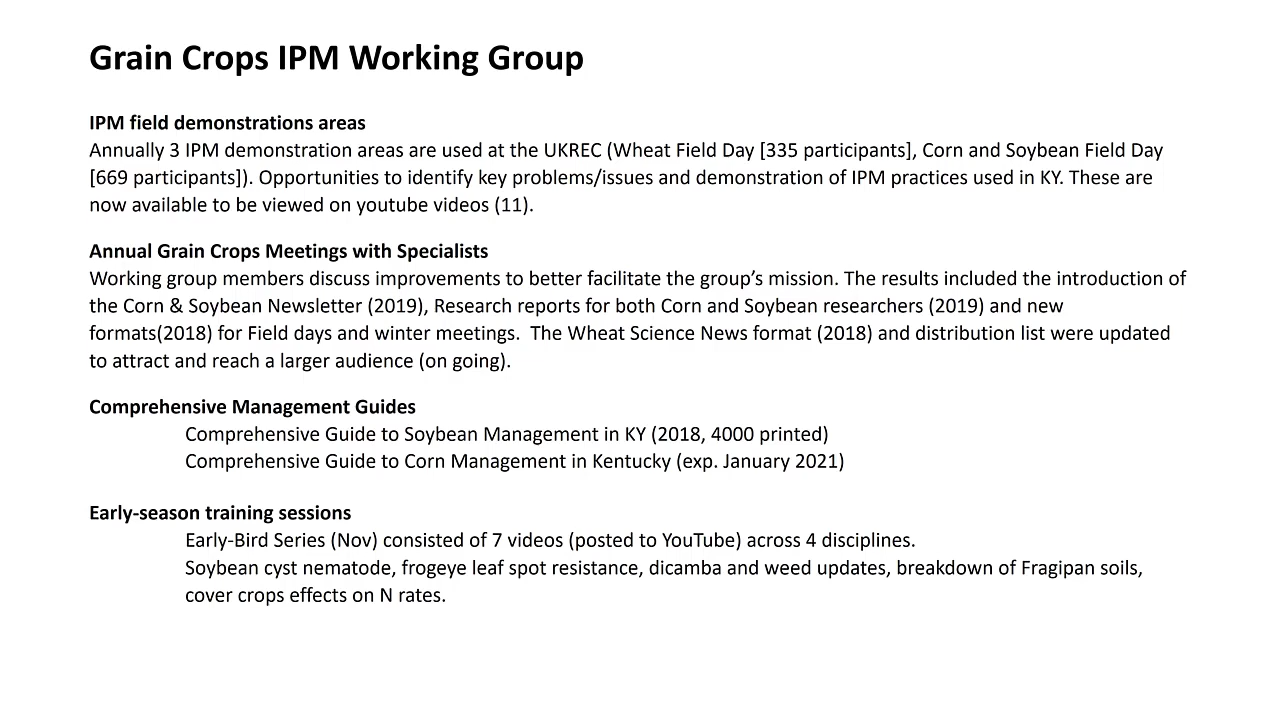 Grain Crops IPM Working Group
IPM field demonstrations areas
Annually 3 IPM demonstration areas are used at the UKREC (Wheat Field Day [335 participants], Corn and Soybean Field Day
[669 participants]). Opportunities to identify key problems/issues and demonstration of IPM practices used in KY. These are
now available to be viewed on youtube videos (11).
Annual Grain Crops Meetings with Specialists
Working group members discuss improvements to better facilitate the group’s mission. The results included the introduction of
the Corn & Soybean Newsletter (2019), Research reports for both Corn and Soybean researchers (2019) and new
formats(2018) for Field days and winter meetings.  The Wheat Science News format (2018) and distribution list were updated
to attract and reach a larger audience (on going).
Comprehensive Management Guides
Comprehensive Guide to Soybean Management in KY (2018, 4000 printed)
Comprehensive Guide to Corn Management in Kentucky (exp. January 2021)
Early-season training sessions
Early-Bird Series (Nov) consisted of 7 videos (posted to YouTube) across 4 disciplines.
Soybean cyst nematode, frogeye leaf spot resistance, dicamba and weed updates, breakdown of Fragipan soils,
cover crops effects on N rates.